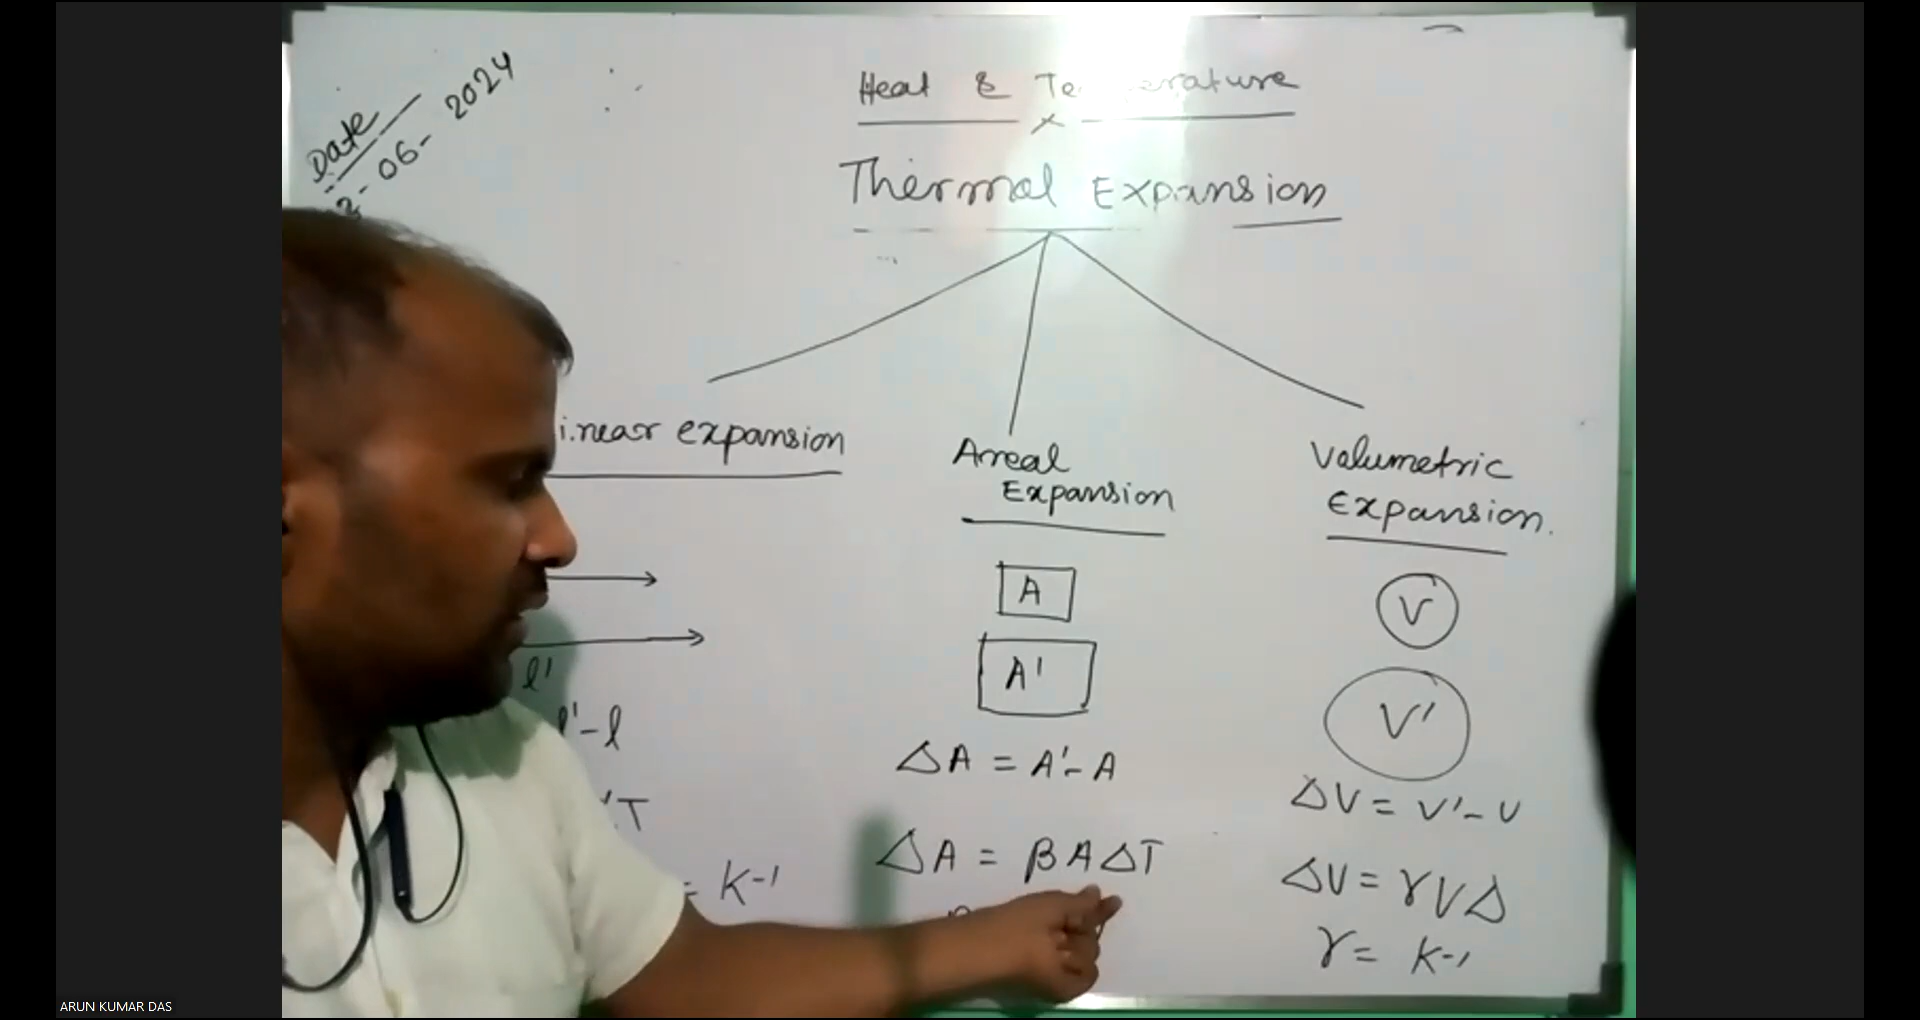 Date
- 06 - 2024
Heat & Te erature
Thermal Expansion
inear expansion
Areal
Expansion
Volumetric
Expansion.
A
V
A'
l'
V'
l' - l
ΔA = A' - A
ΔV = V' - V
T
ΔA = βAΔT
= K-1
ΔV = γVΔ
γ = K-1
ARUN KUMAR DAS